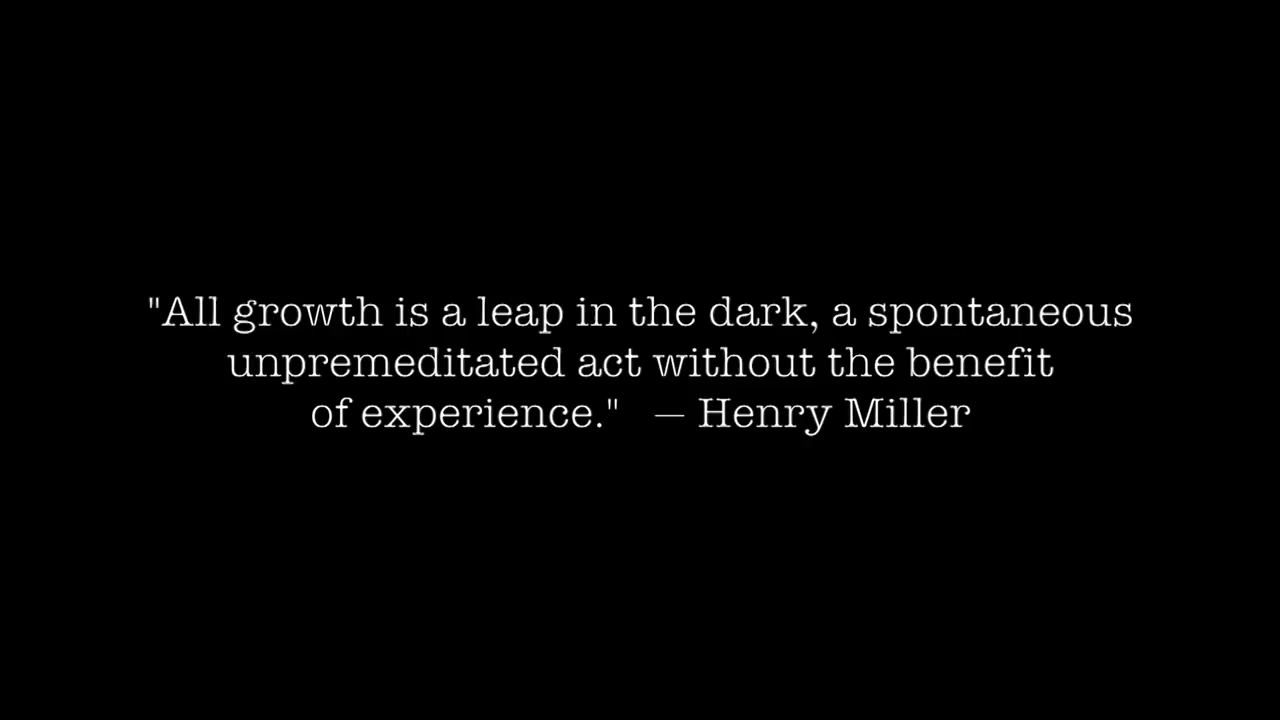 "All growth is a leap in the dark, a spontaneous
unpremeditated act without the benefit
of experience."   — Henry Miller